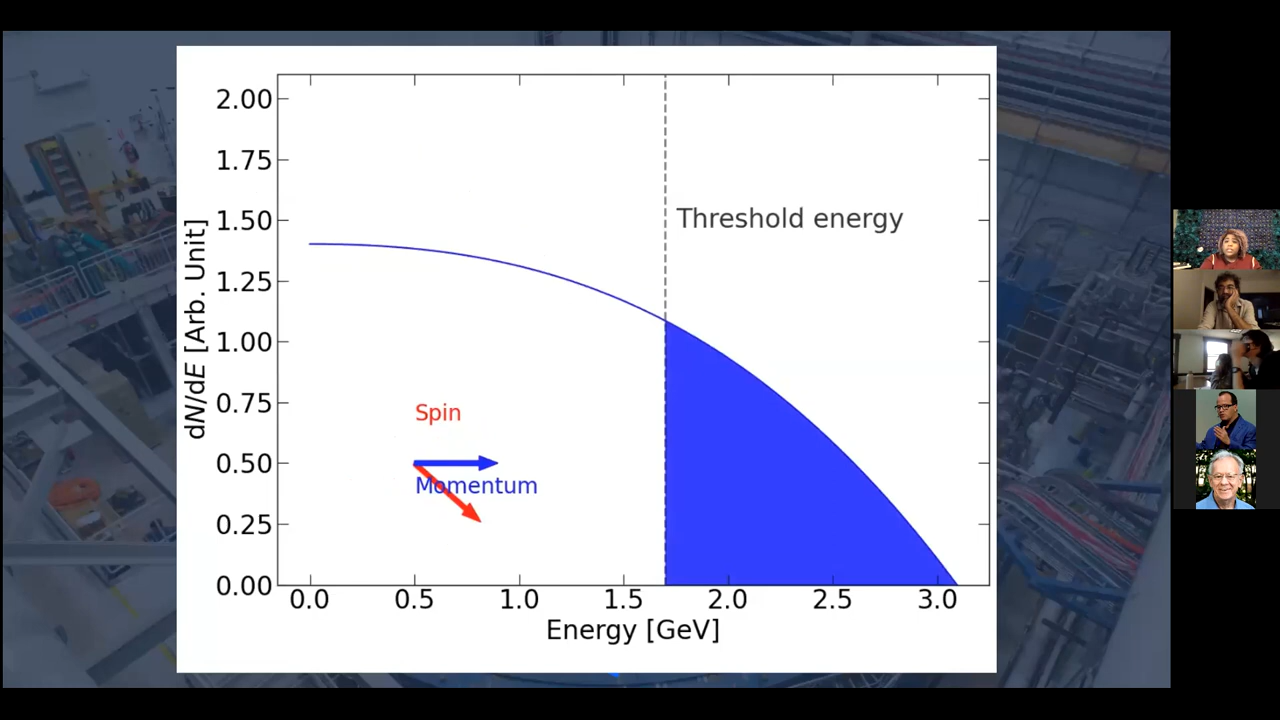 2.00
1.75
1.50
1.25
1.00
0.75
0.50
0.25
0.00
dN/dE [Arb. Unit]
Threshold energy
Spin
Momentum
0.0 0.5 1.0 1.5 2.0 2.5 3.0
Energy [GeV]